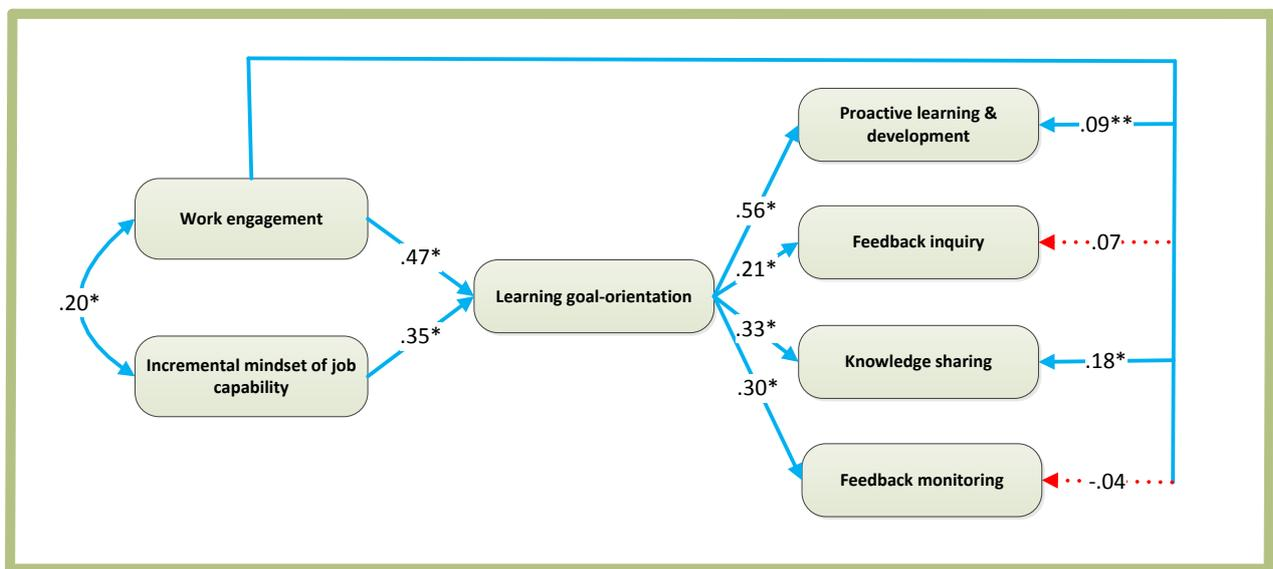 Proactive learning &
development
.09**
Work engagement
.56*
Feedback inquiry
.07
.47*
.21*
.20*
Learning goal-orientation
.35*
.33*
Incremental mindset of job
capability
Knowledge sharing
.18*
.30*
Feedback monitoring
-.04